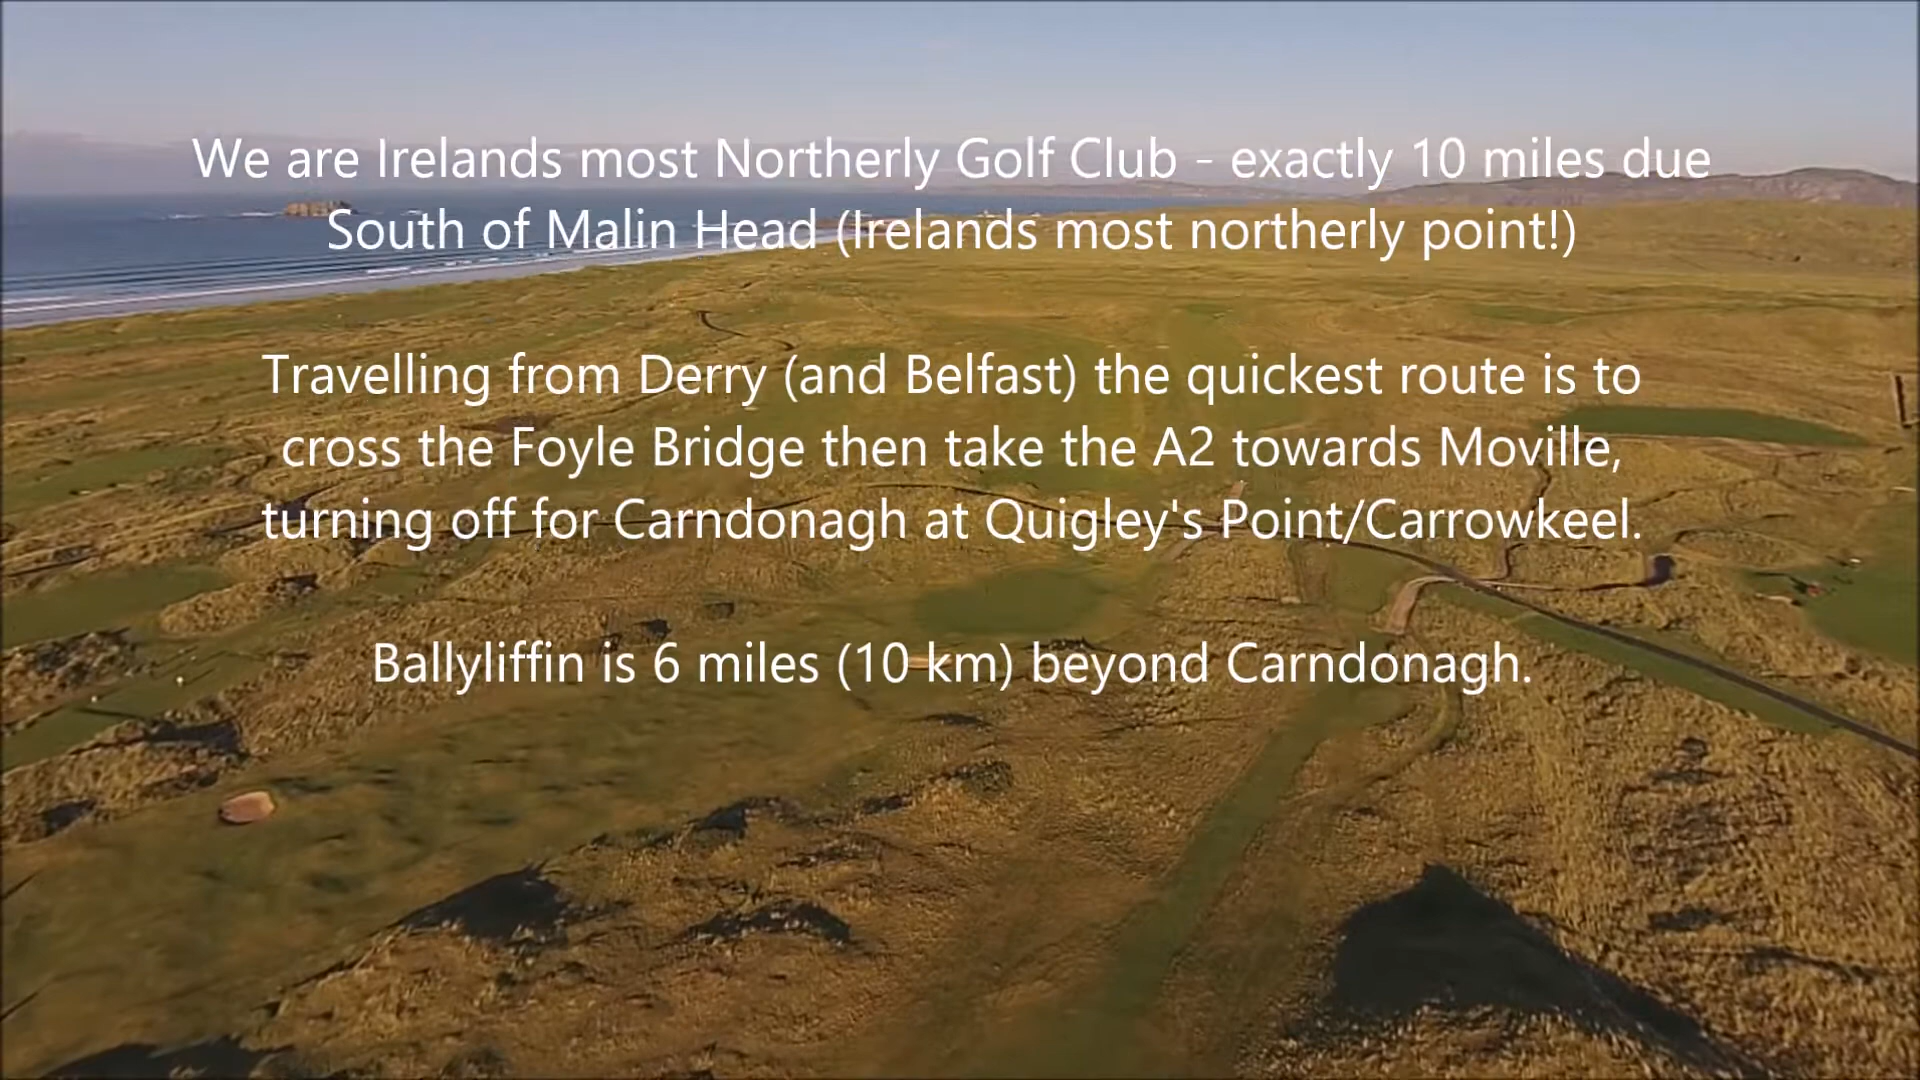 We are Irelands most Northerly Golf Club - exactly 10 miles due
South of Malin Head (Irelands most northerly point!)
Travelling from Derry (and Belfast) the quickest route is to
cross the Foyle Bridge then take the A2 towards Moville,
turning off for Carndonagh at Quigley's Point/Carrowkeel.
Ballyliffin is 6 miles (10 km) beyond Carndonagh.